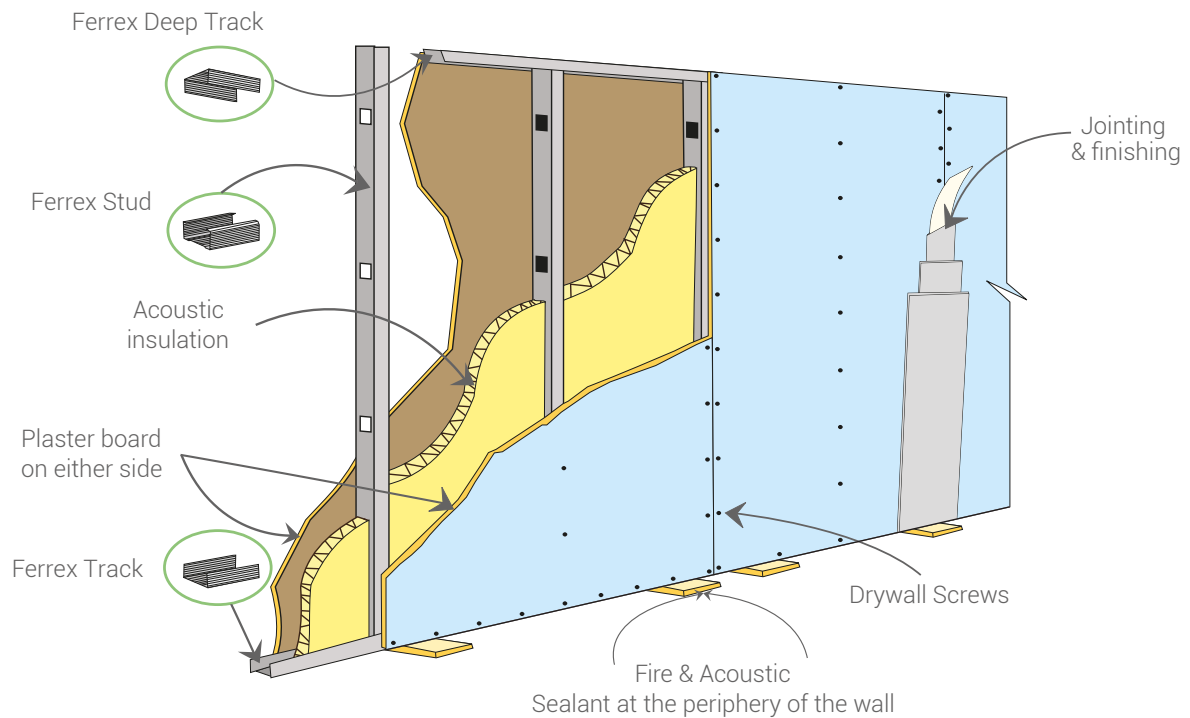 Ferrex Deep Track
Jointing
& finishing
Ferrex Stud
Acoustic
insulation
Plaster board
on either side
Ferrex Track
Drywall Screws
Fire & Acoustic
Sealant at the periphery of the wall